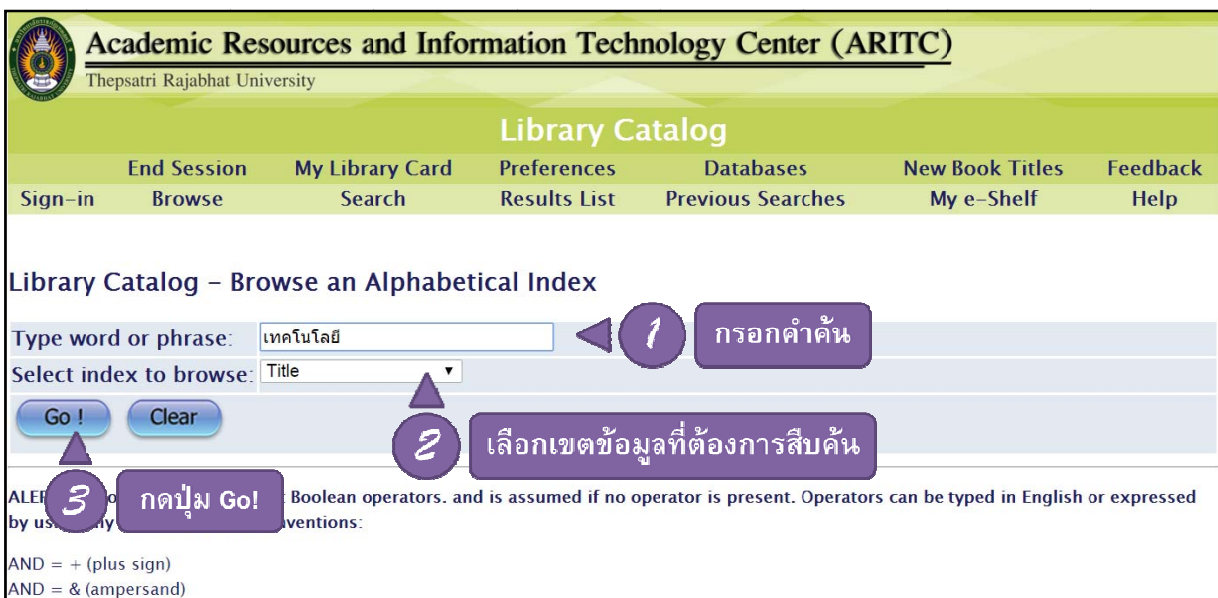 Academic Resources and Information Technology Center (ARITC)
Thepsatri Rajabhat University
Library Catalog
End Session My Library Card Preferences Databases New Book Titles Feedback
Sign-in Browse Search Results List Previous Searches My e-Shelf Help
Library Catalog - Browse an Alphabetical Index
Type word or phrase: เทคโนโลยี 1 กรอกคำค้น
Select index to browse: Title
Go ! Clear 2 เลือกเขตข้อมูลที่ต้องการสืบค้น
3 กดปุ่ม Go!
Boolean operators. and is assumed if no operator is present. Operators can be typed in English or expressed
by
AND = + (plus sign)
AND = & (ampersand)